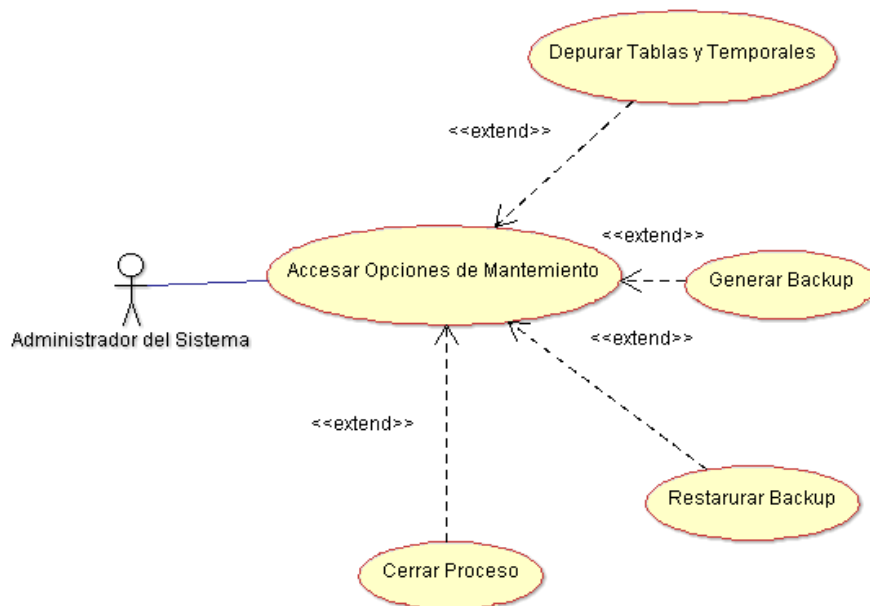 Depurar Tablas y Temporales
<<extend>>
<<extend>>
Accesar Opciones de Mantemiento
Generar Backup
Administrador del Sistema
<<extend>>
<<extend>>
Restarurar Backup
Cerrar Proceso